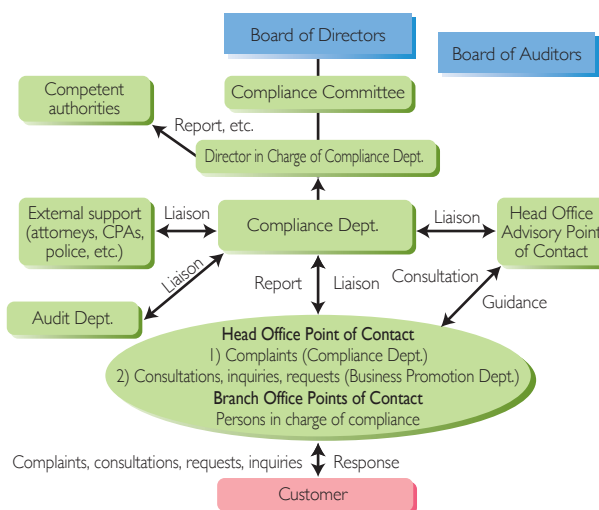 Board of Directors
Board of Auditors
Compliance Committee
Competent
authorities
Report, etc.
Director in Charge of Compliance Dept.
External support
(attorneys, CPAs,
police, etc.)
Liaison
Compliance Dept.
Liaison
Head Office
Advisory Point
of Contact
Liaison
Report
Liaison
Consultation
Guidance
Audit Dept.
Head Office Point of Contact
1) Complaints (Compliance Dept.)
2) Consultations, inquiries, requests (Business Promotion Dept.)
Branch Office Points of Contact
Persons in charge of compliance
Complaints, consultations, requests, inquiries
Response
Customer